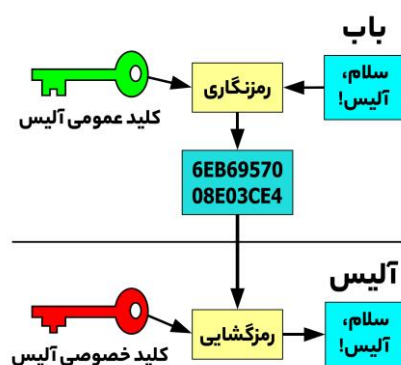 باب
سلام،
آلیس!
رمزنگاری
کلید عمومی آلیس
6EB69570
08E03CE4
آلیس
سلام،
آلیس!
رمزگشایی
کلید خصوصی آلیس